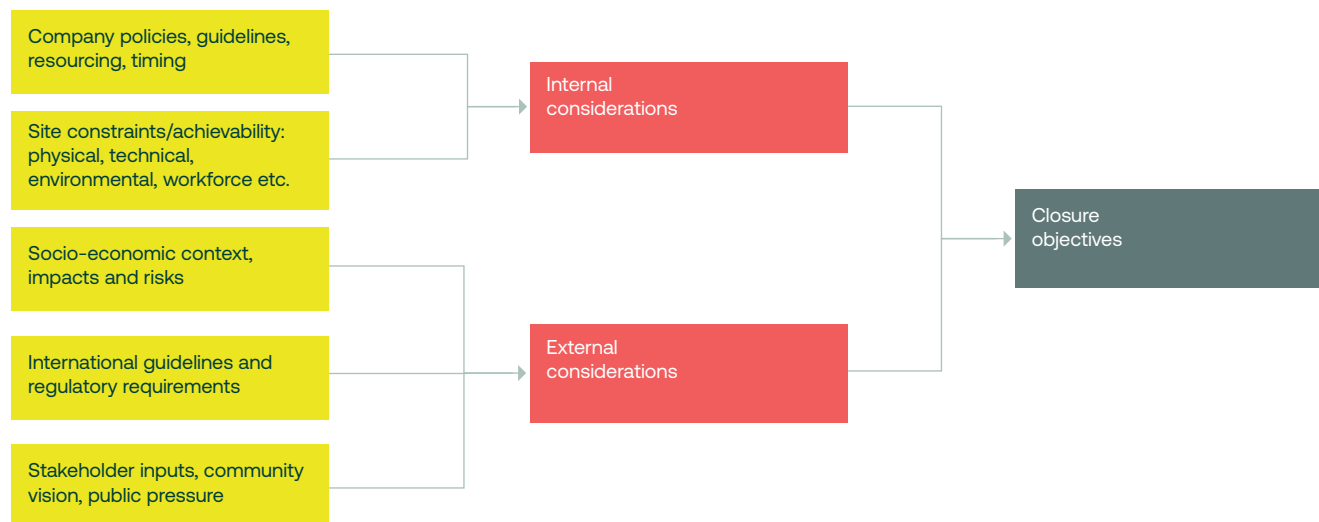 Company policies, guidelines,
resourcing, timing
Site constraints/achievability:
physical, technical,
environmental, workforce etc.
Socio-economic context,
impacts and risks
International guidelines and
regulatory requirements
Stakeholder inputs, community
vision, public pressure
Internal
considerations
External
considerations
Closure
objectives